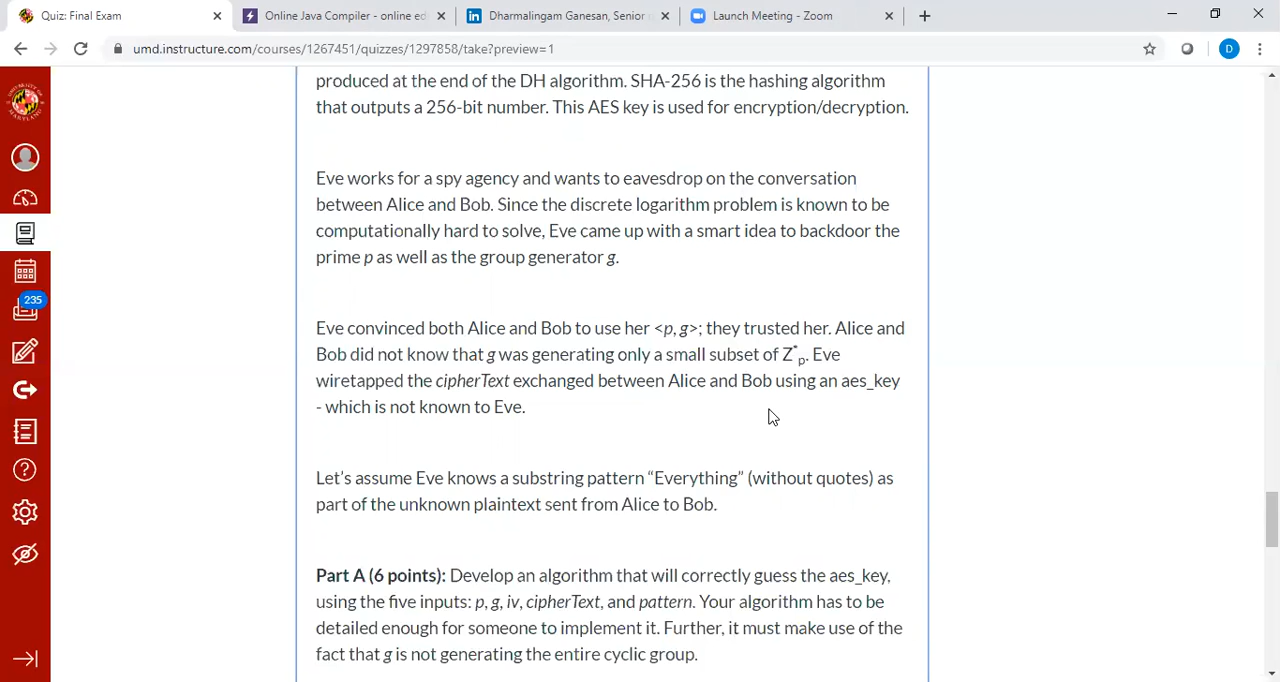 Quiz: Final Exam
Online Java Compiler - online ed
Dharmalingam Ganesan, Senior
Launch Meeting - Zoom
umd.instructure.com/courses/1267451/quizzes/1297858/take?preview=1
D
235
produced at the end of the DH algorithm. SHA-256 is the hashing algorithm
that outputs a 256-bit number. This AES key is used for encryption/decryption.
Eve works for a spy agency and wants to eavesdrop on the conversation
between Alice and Bob. Since the discrete logarithm problem is known to be
computationally hard to solve, Eve came up with a smart idea to backdoor the
prime p as well as the group generator g.
Eve convinced both Alice and Bob to use her <p, g>; they trusted her. Alice and
Bob did not know that g was generating only a small subset of Z*p. Eve
wiretapped the cipherText exchanged between Alice and Bob using an aes_key
- which is not known to Eve.
Let's assume Eve knows a substring pattern “Everything” (without quotes) as
part of the unknown plaintext sent from Alice to Bob.
Part A (6 points): Develop an algorithm that will correctly guess the aes_key,
using the five inputs: p, g, iv, cipherText, and pattern. Your algorithm has to be
detailed enough for someone to implement it. Further, it must make use of the
fact that g is not generating the entire cyclic group.